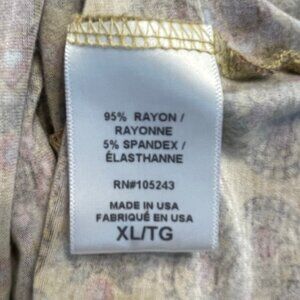 95% RAYON /
RAYONNE
5% SPANDEX /
ÉLASTHANNE
RN#105243
MADE IN USA
FABRIQUÉ EN USA
XL/TG